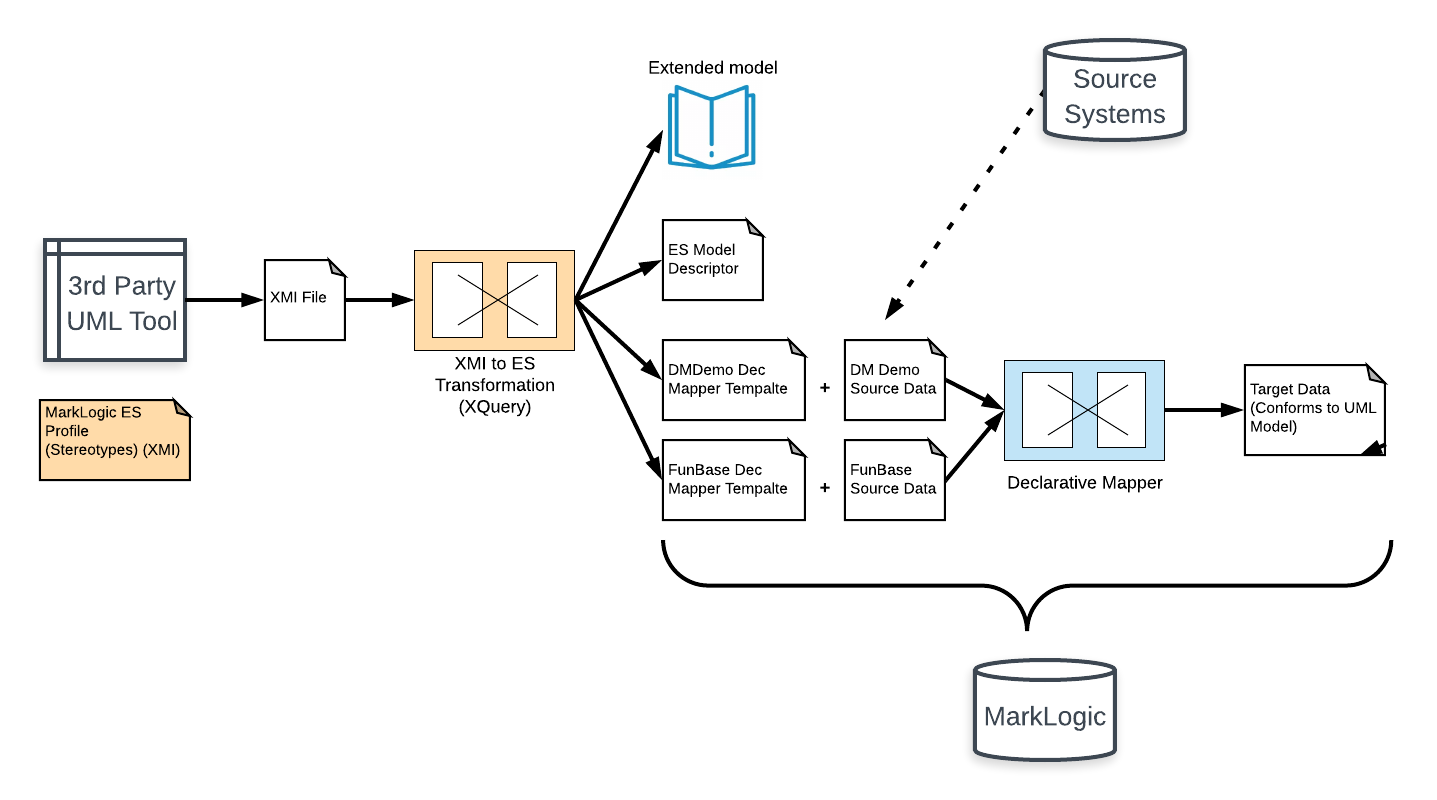 Extended model
Source
Systems
ES Model
Descriptor
3rd Party
UML Tool
XMI File
XMI to ES
Transformation
(XQuery)
MarkLogic ES
Profile
(Stereotypes) (XMI)
DMDemo Dec
Mapper Tempalte
+
DM Demo
Source Data
FunBase Dec
Mapper Tempalte
+
FunBase
Source Data
Declarative Mapper
Target Data
(Conforms to UML
Model)
MarkLogic